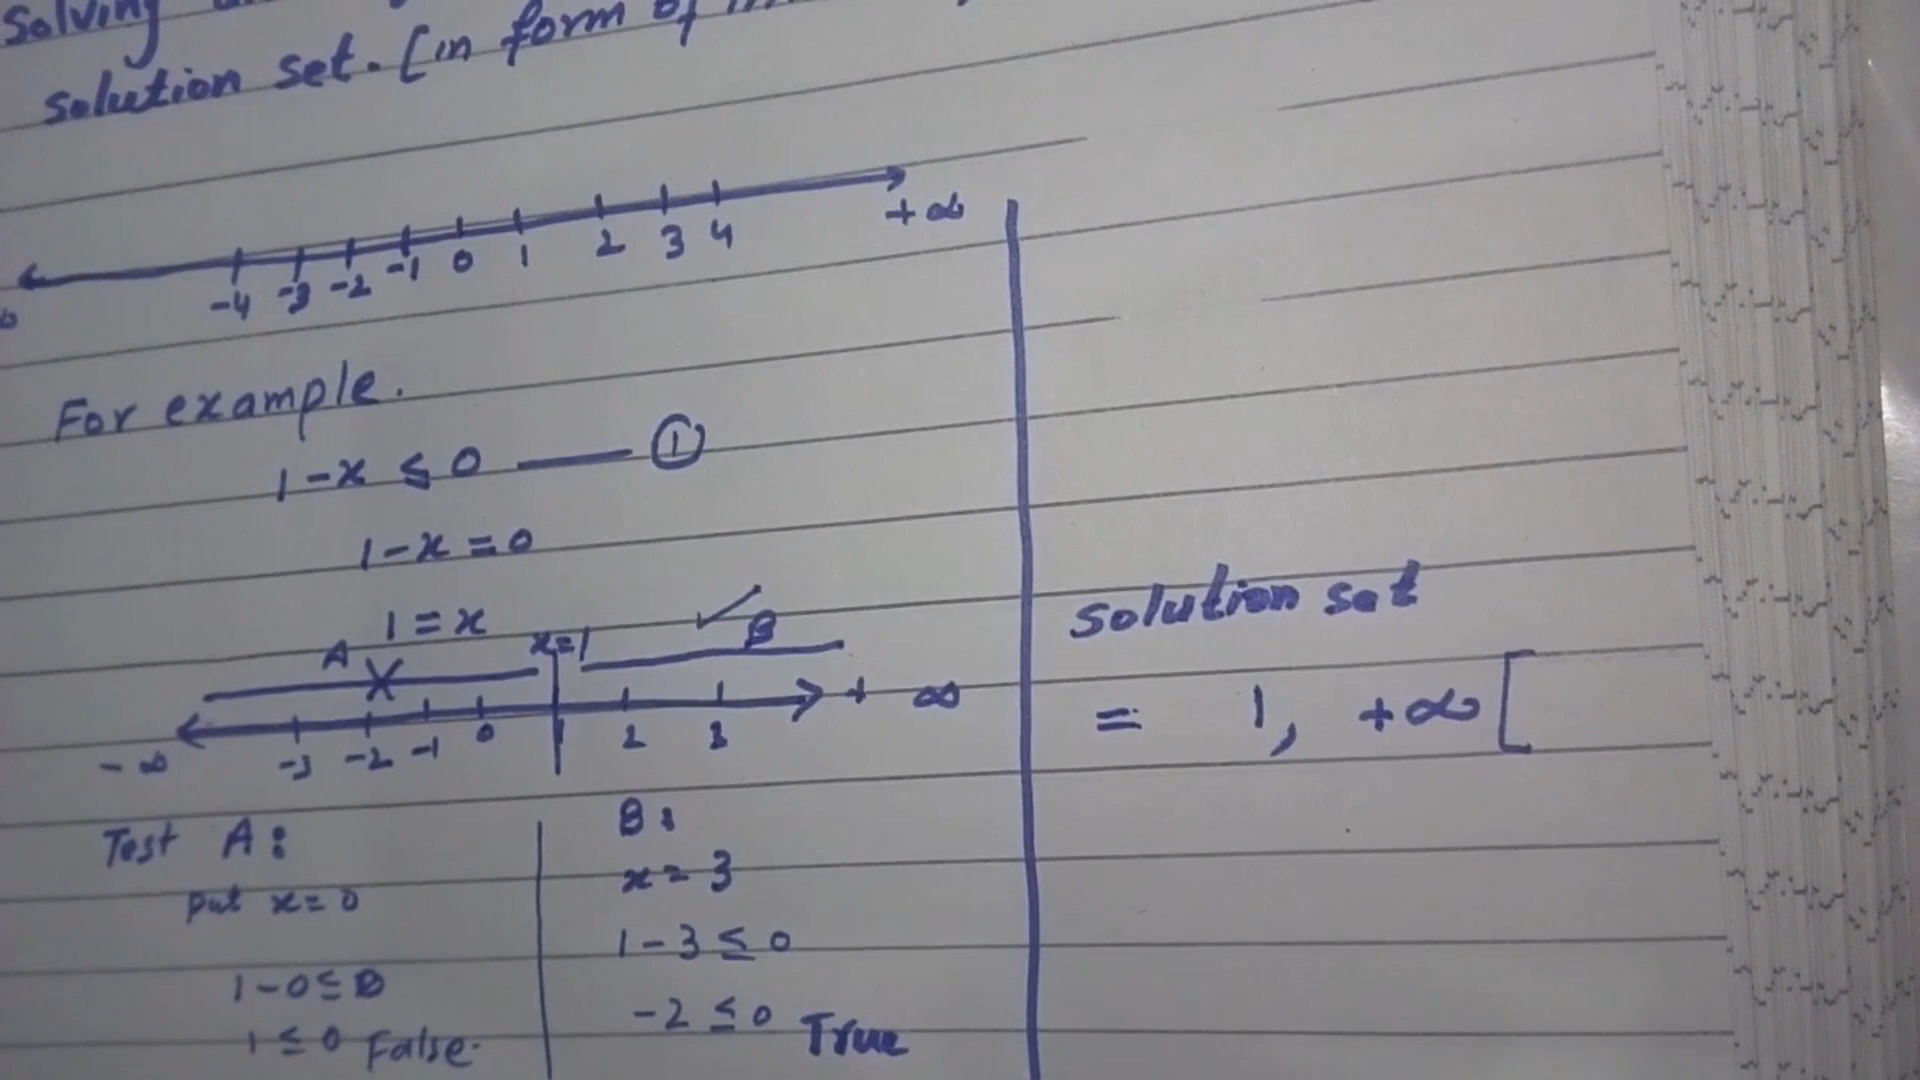 Solving
solution set. [in form of
-4 -3 -2 -1 0 1 2 3 4 +∞
For example.
1-x ≤ 0 —— ①
1-x = 0
1 = x
A x=1 B
-∞ -3 -2 -1 0 1 2 3 + ∞
Test A:
put x= 0
1-0 ≤ 0
1 ≤ 0 False.
B:
x = 3
1-3 ≤ 0
-2 ≤ 0 True
solution set
= 1, +∞[